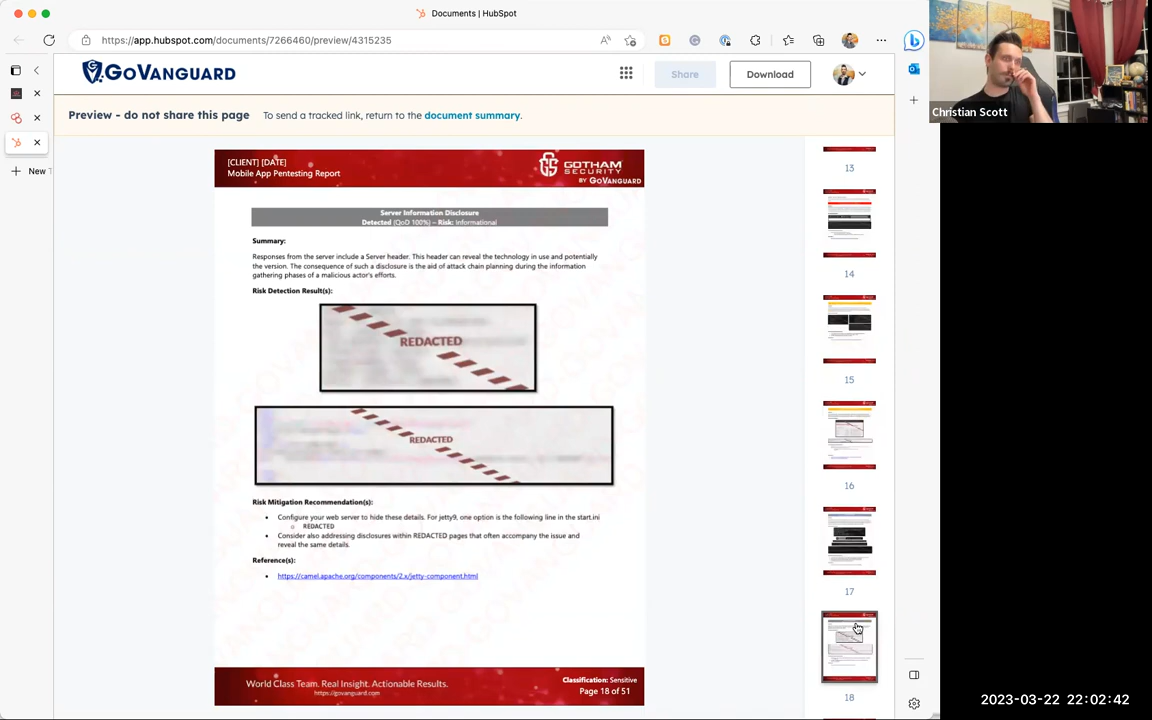 Documents | HubSpot
https://app.hubspot.com/documents/7266460/preview/4315235
GOVANGUARD
Share
Download
Preview - do not share this page To send a tracked link, return to the document summary.
New T
[CLIENT] [DATE]
Mobile App Pentesting Report
GOTHAM
SECURITY
BY GOVANGUARD
Server Information Disclosure
Detected (QoD 100%) – Risk: Informational
Summary:
Responses from the server include a Server header. This header can reveal the technology in use and potentially
the version. The consequence of such a disclosure is the aid of attack chain planning during the information
gathering phases of a malicious actor's efforts.
Risk Detection Result(s):
REDACTED
REDACTED
Risk Mitigation Recommendation(s):
• Configure your web server to hide these details. For jetty9, one option is the following line in the start.ini
o REDACTED
• Consider also addressing disclosures within REDACTED pages that often accompany the issue and
reveal the same details.
Reference(s):
• https://camel.apache.org/components/2.x/jetty-component.html
World Class Team. Real Insight. Actionable Results.
https://govanguard.com
Classification: Sensitive
Page 18 of 51
13
14
15
16
17
18
Christian Scott
2023-03-22 22:02:42